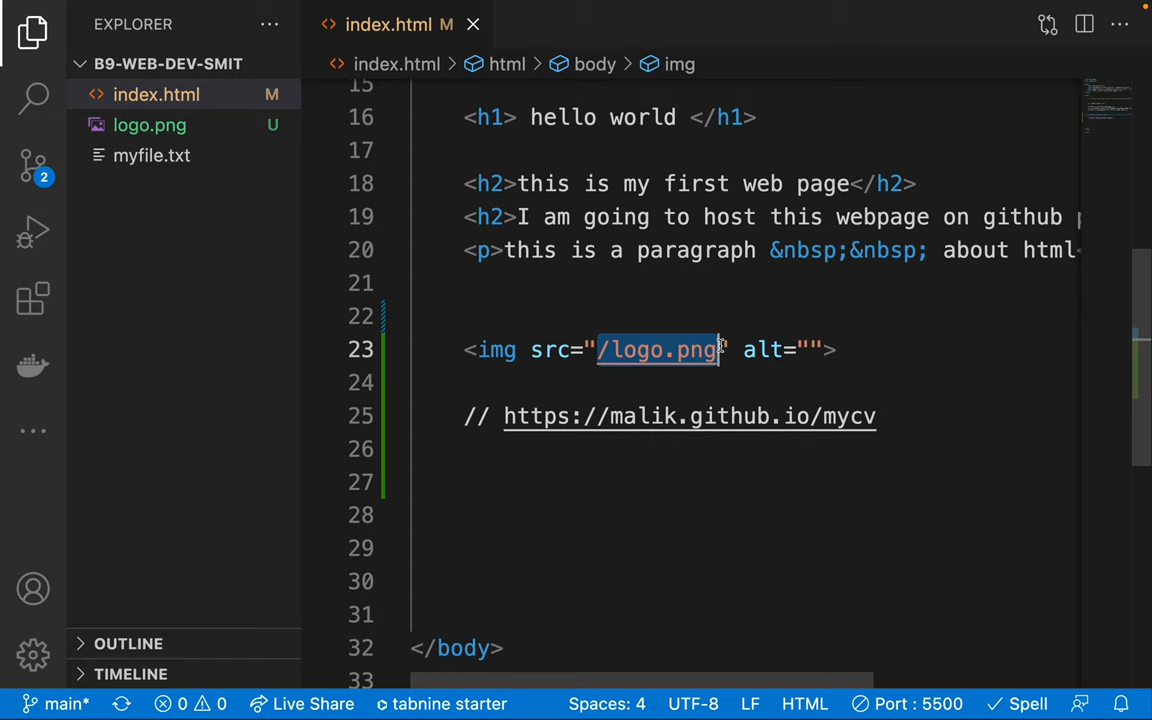 EXPLORER
index.html M
B9-WEB-DEV-SMIT
index.html > html > body > img
index.html M
logo.png U
myfile.txt
2
15
16 <h1> hello world </h1>
17
18 <h2>this is my first web page</h2>
19 <h2>I am going to host this webpage on github p
20 <p>this is a paragraph &nbsp;&nbsp; about html<
21
22
23 <img src="/logo.png" alt="">
24
25 // https://malik.github.io/mycv
26
27
28
29
30
31
32 </body>
33
OUTLINE
TIMELINE
main* 0 0 Live Share tabnine starter Spaces: 4 UTF-8 LF HTML Port : 5500 Spell